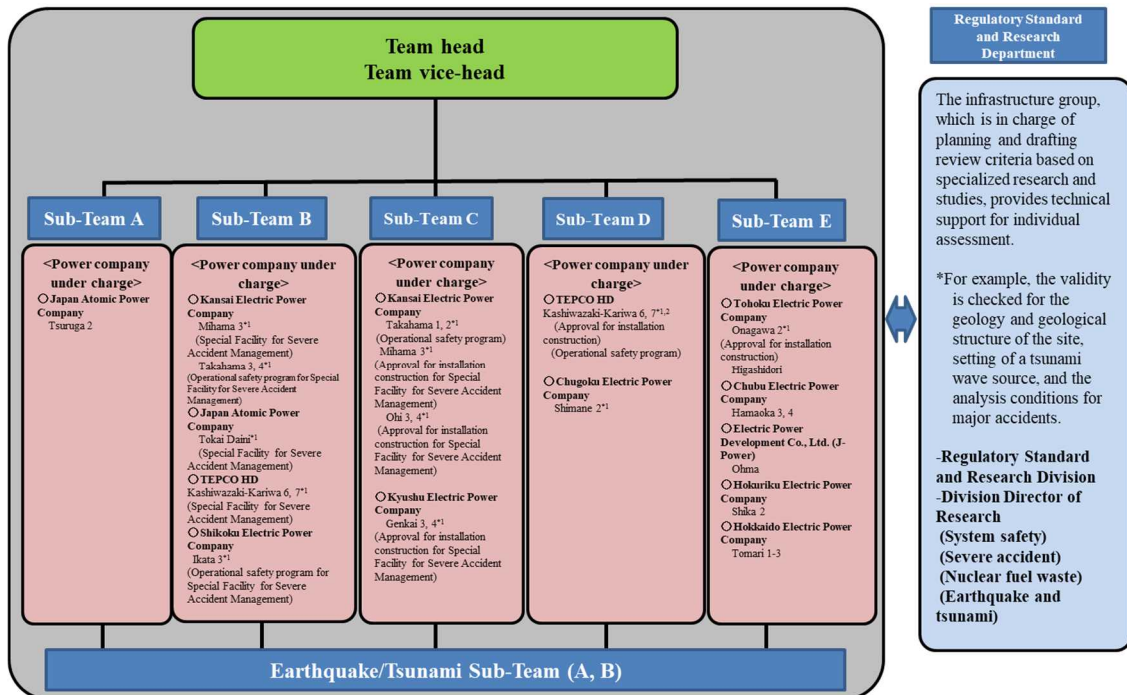 Team head
Team vice-head
Sub-Team A
<Power company under charge>
○Japan Atomic Power
Company
Tsuruga 2
Sub-Team B
<Power company under
charge>
○Kansai Electric Power
Company
Mihama 3*1
(Special Facility for Severe
Accident Management)
Takahama 3, 4*1
(Operational safety program for Special
Facility for Severe Accident
Management)
○Japan Atomic Power
Company
Tokai Daini*1
(Special Facility for Severe
Accident Management)
○TEPCO HD
Kashiwazaki-Kariwa 6, 7*1
(Special Facility for Severe
Accident Management)
○Shikoku Electric Power
Company
Ikata 3*1
(Operational safety program for
Special Facility for Severe
Accident Management)
Sub-Team C
<Power company
under charge>
○Kansai Electric Power
Company
Takahama 1, 2*1
(Operational safety program)
Mihama 3*1
(Approval for installation
construction for Special
Facility for Severe Accident
Management)
Ohi 3, 4*1
(Approval for installation
construction for Special
Facility for Severe Accident
Management)
○Kyushu Electric Power
Company
Genkai 3, 4*1
(Approval for installation
construction for Special
Facility for Severe Accident
Management)
Sub-Team D
<Power company under
charge>
○TEPCO HD
Kashiwazaki-Kariwa 6, 7*1,2
(Approval for installation
construction)
(Operational safety program)
○Chugoku Electric Power
Company
Shimane 2*1
Sub-Team E
<Power company
under charge>
○Tohoku Electric Power
Company
Onagawa 2*1
(Approval for installation
construction)
Higashidori
○Chubu Electric Power
Company
Hamaoka 3, 4
○Electric Power
Development Co., Ltd. (J-
Power)
Ohma
○Hokuriku Electric Power
Company
Shika 2
○Hokkaido Electric Power
Company
Tomari 1-3
Earthquake/Tsunami Sub-Team (A, B)
Regulatory Standard
and Research
Department
The infrastructure group,
which is in charge of
planning and drafting
review criteria based on
specialized research and
studies, provides technical
support for individual
assessment.
*For example, the validity
is checked for the
geology and geological
structure of the site,
setting of a tsunami
wave source, and the
analysis conditions for
major accidents.
-Regulatory Standard
and Research Division
-Division Director of
Research
(System safety)
(Severe accident)
(Nuclear fuel waste)
(Earthquake and
tsunami)